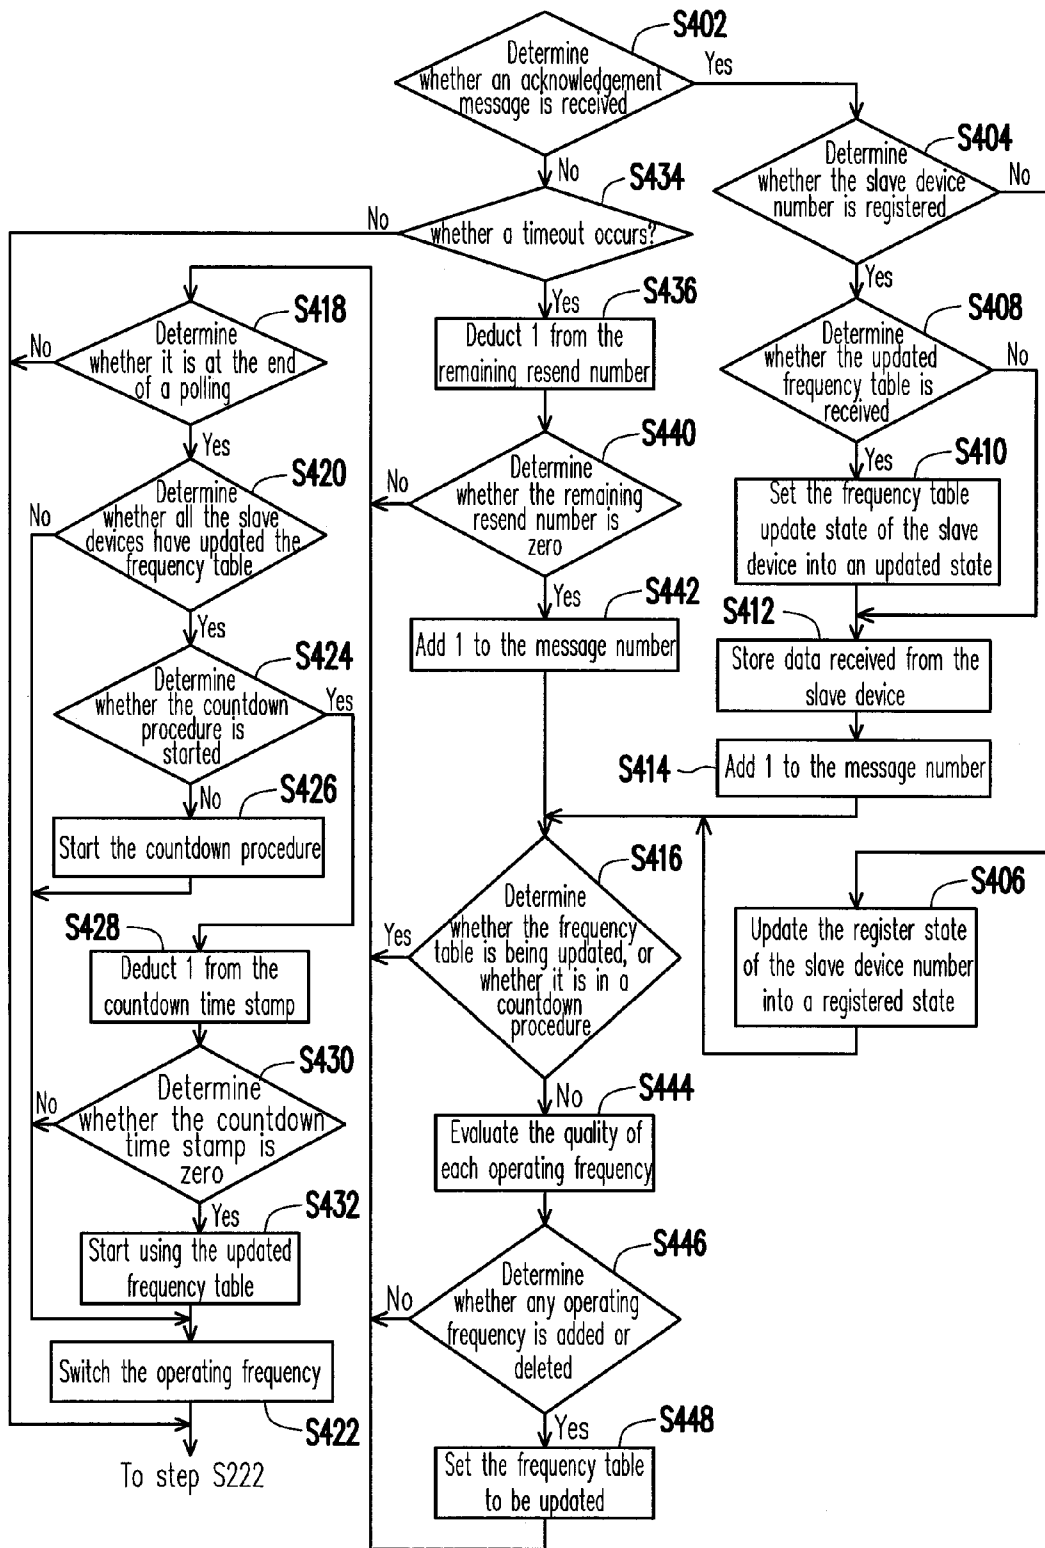 S402
Determine
whether an acknowledgement
message is received
Yes
No
S404
Determine
whether the slave device
number is registered
No
Yes
S434
whether a timeout occurs?
No
Yes
S436
Deduct 1 from the
remaining resend number
S408
Determine
whether the updated
frequency table is
received
No
Yes
S418
Determine
whether it is at the end
of a polling
No
Yes
S440
Determine
whether the remaining
resend number is
zero
No
Yes
S410
Set the frequency table
update state of the slave
device into an updated state
S420
Determine
whether all the slave
devices have updated the
frequency table
No
Yes
S442
Add 1 to the message number
S412
Store data received from the
slave device
S424
Determine
whether the countdown
procedure is
started
Yes
No
S414
Add 1 to the message number
S426
Start the countdown procedure
S416
Determine
whether the frequency
table is being updated, or
whether it is in a
countdown
procedure
Yes
No
S406
Update the register state
of the slave device number
into a registered state
S428
Deduct 1 from the
countdown time stamp
S430
Determine
whether the countdown
time stamp is
zero
No
Yes
S444
Evaluate the quality of
each operating frequency
S432
Start using the updated
frequency table
S446
Determine
whether any operating
frequency is added or
deleted
No
Yes
Switch the operating frequency
S422
S448
Set the frequency table
to be updated
To step S222